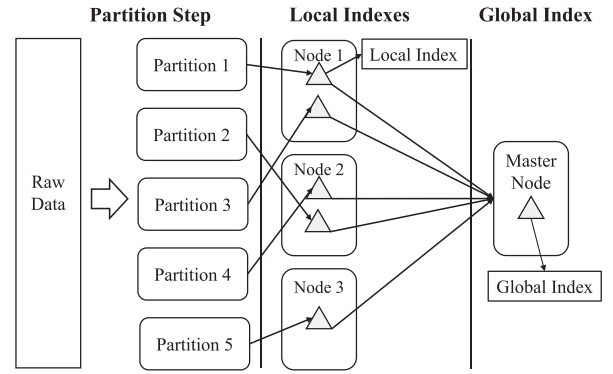 Partition Step
Local Indexes
Global Index
Raw
Data
Partition 1
Partition 2
Partition 3
Partition 4
Partition 5
Node 1
Local Index
Node 2
Node 3
Master
Node
Global Index